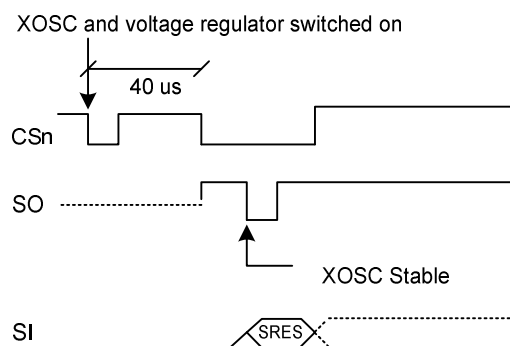 XOSC and voltage regulator switched on
40 us
CSn
SO
XOSC Stable
SI
SRES